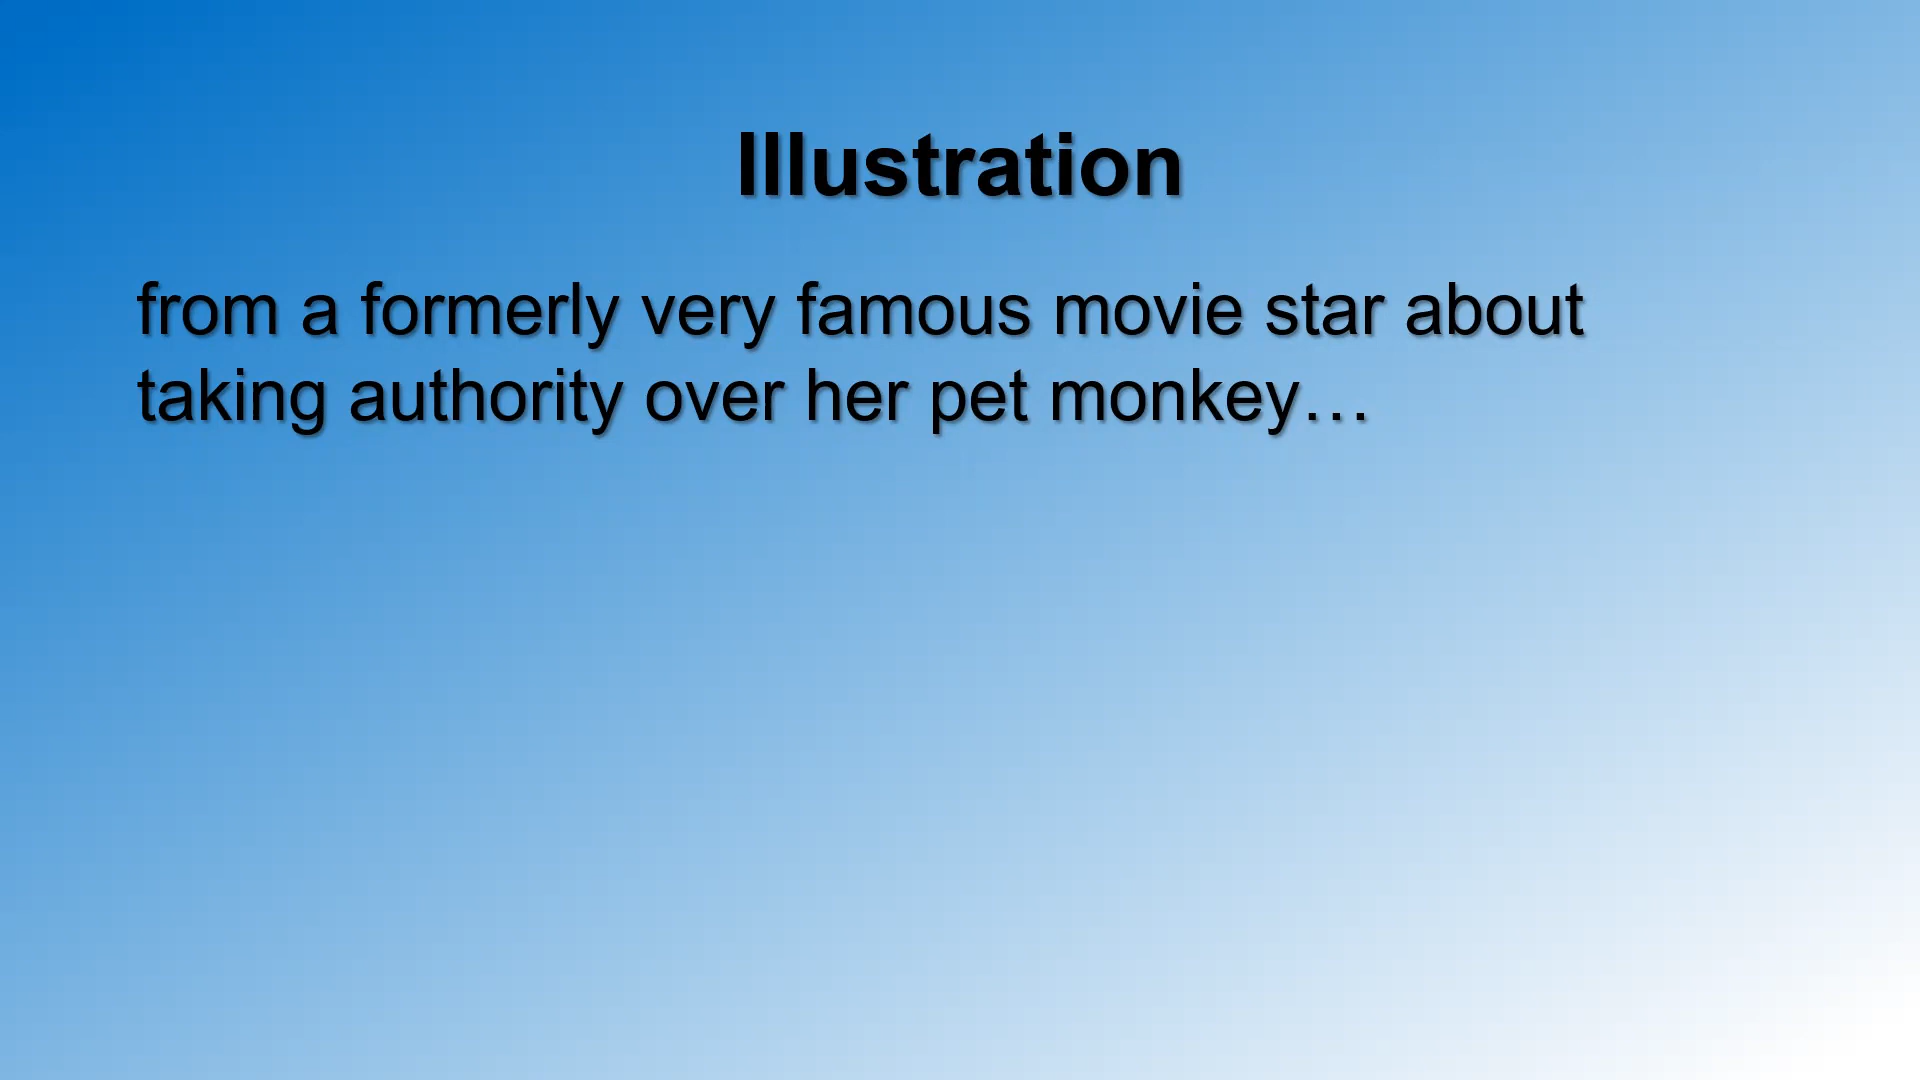 Illustration
from a formerly very famous movie star about
taking authority over her pet monkey…